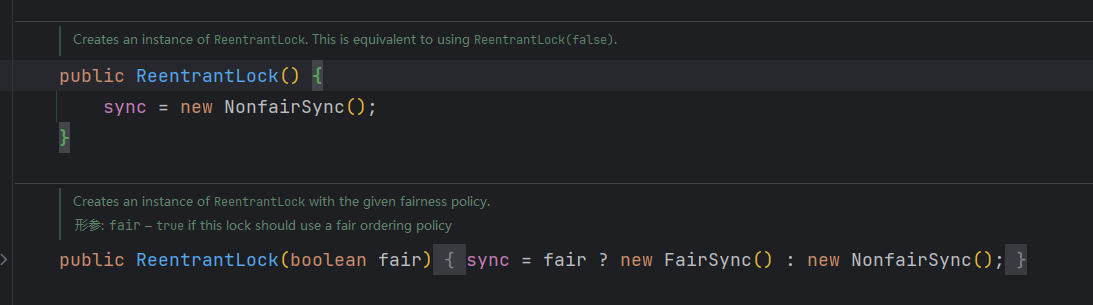 Creates an instance of ReentrantLock. This is equivalent to using ReentrantLock(false).
public ReentrantLock() {
sync = new NonfairSync();
}
Creates an instance of ReentrantLock with the given fairness policy.
形参: fair – true if this lock should use a fair ordering policy
public ReentrantLock(boolean fair) { sync = fair ? new FairSync() : new NonfairSync(); }